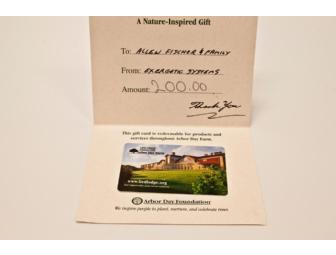 A Nature-Inspired Gift
To: ALLEN FISCHER & FAMILY
From: EXERGETIC SYSTEMS
Amount: 200.00
Thank You
This gift card is redeemable for products and
services throughout Arbor Day Farm.
www.liedlodge.org
Arbor Day Foundation
We inspire people to plant, nurture, and celebrate trees.